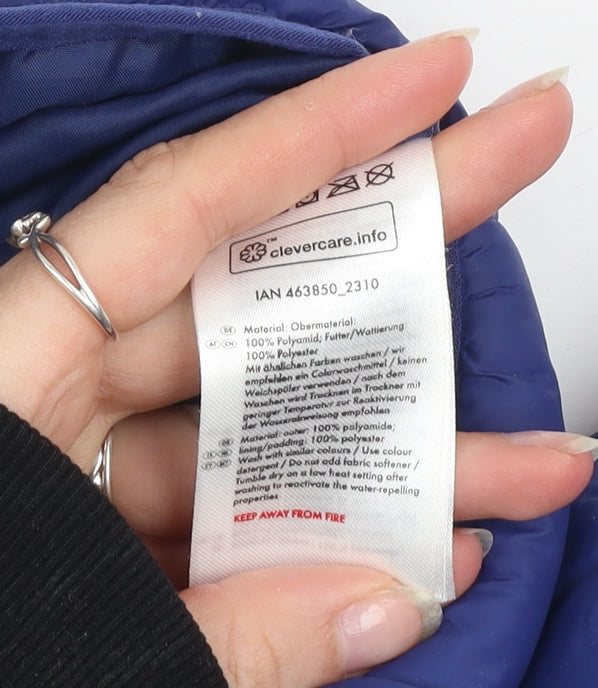 clevercare.info
IAN 463850_2310
DE Material: Obermaterial:
AT CH 100% Polyamid; Futter/Wattierung:
100% Polyester
Mit ähnlichen Farben waschen / wir
empfehlen ein Colorwaschmittel / keinen
Weichspüler verwenden / nach dem
Waschen wird Trocknen im Trockner mit
geringer Temperatur zur Reaktivierung
der Wasserabweisung empfohlen
Material: outer: 100% polyamide;
lining/padding: 100% polyester
Wash with similar colours / Use colour
detergent / Do not add fabric softener /
Tumble dry on a low heat setting after
washing to reactivate the water-repelling
properties
KEEP AWAY FROM FIRE